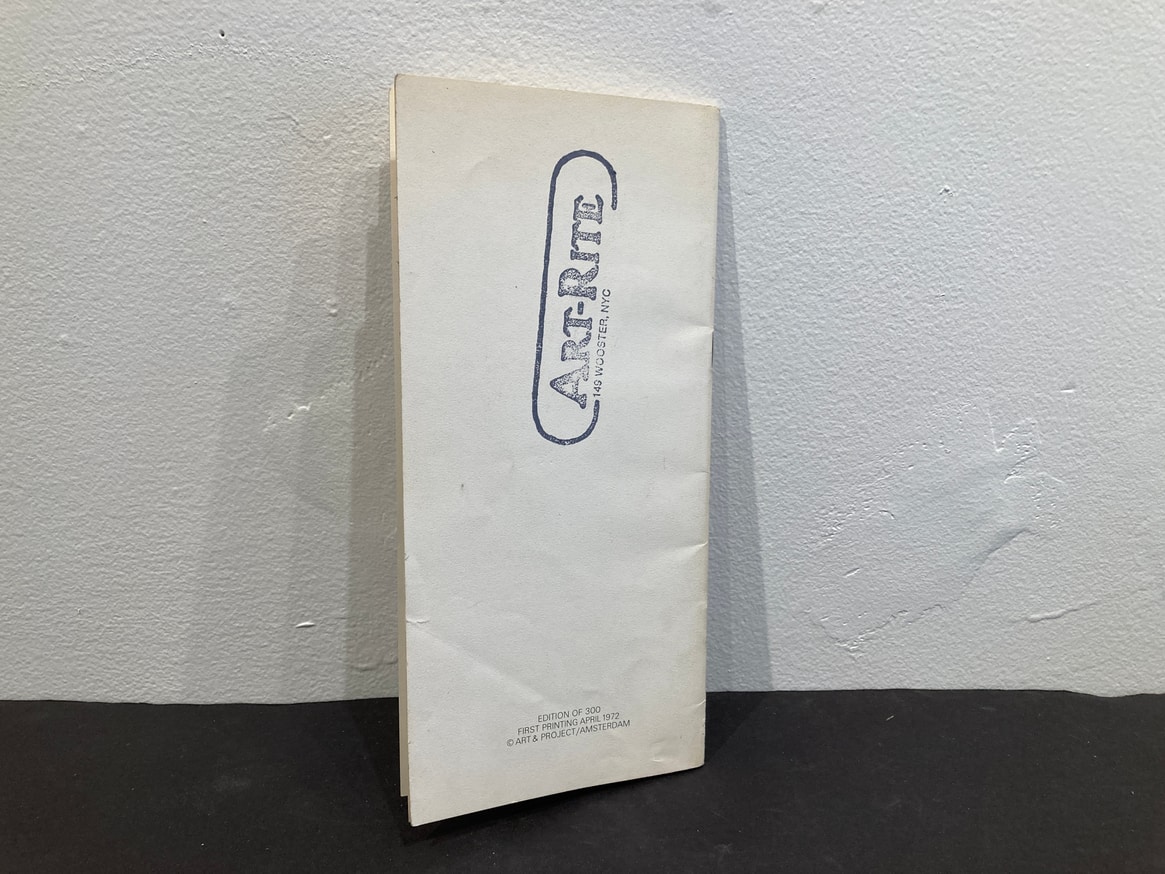 ART-RITE
149 WOOSTER, NYC
EDITION OF 300
FIRST PRINTING APRIL 1972
© ART & PROJECT/AMSTERDAM